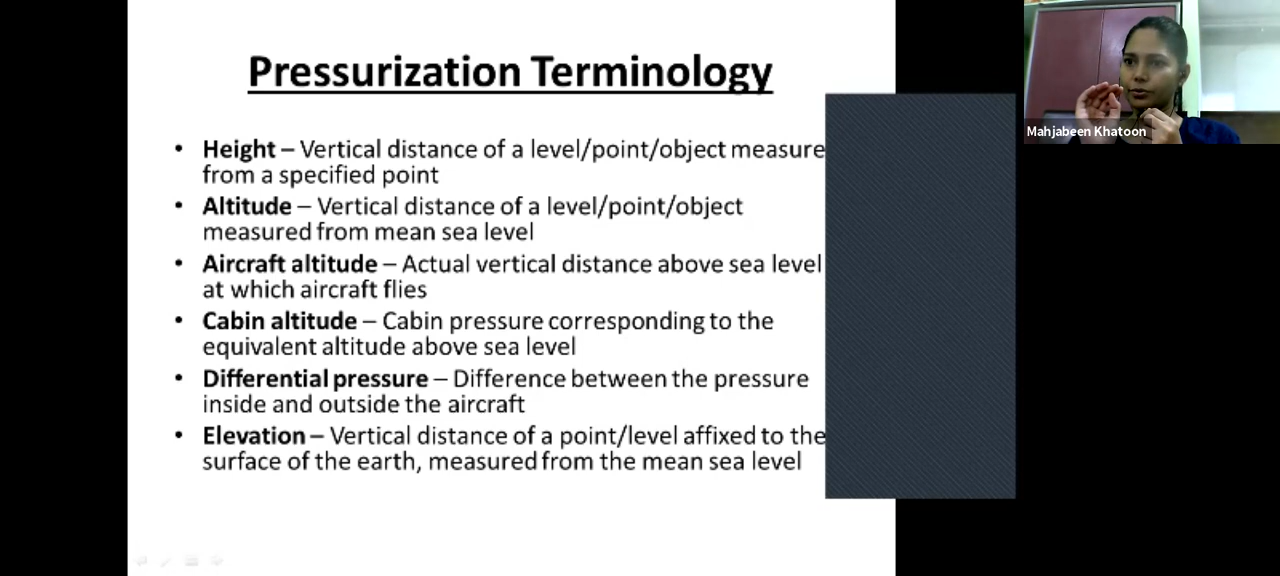 Pressurization Terminology
• Height – Vertical distance of a level/point/object measure
from a specified point
• Altitude – Vertical distance of a level/point/object
measured from mean sea level
• Aircraft altitude – Actual vertical distance above sea level
at which aircraft flies
• Cabin altitude – Cabin pressure corresponding to the
equivalent altitude above sea level
• Differential pressure – Difference between the pressure
inside and outside the aircraft
• Elevation – Vertical distance of a point/level affixed to the
surface of the earth, measured from the mean sea level
Mahjabeen Khatoon